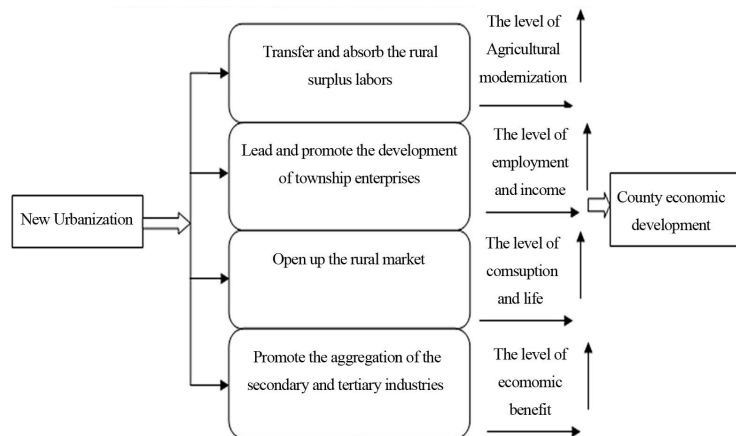 New Urbanization
Transfer and absorb the rural
surplus labors
Lead and promote the development
of township enterprises
Open up the rural market
Promote the aggregation of the
secondary and tertiary industries
The level of
Agricultural
modernization
The level of
employment
and income
The level of
comsuption
and life
The level of
ecomomic
benefit
County economic
development